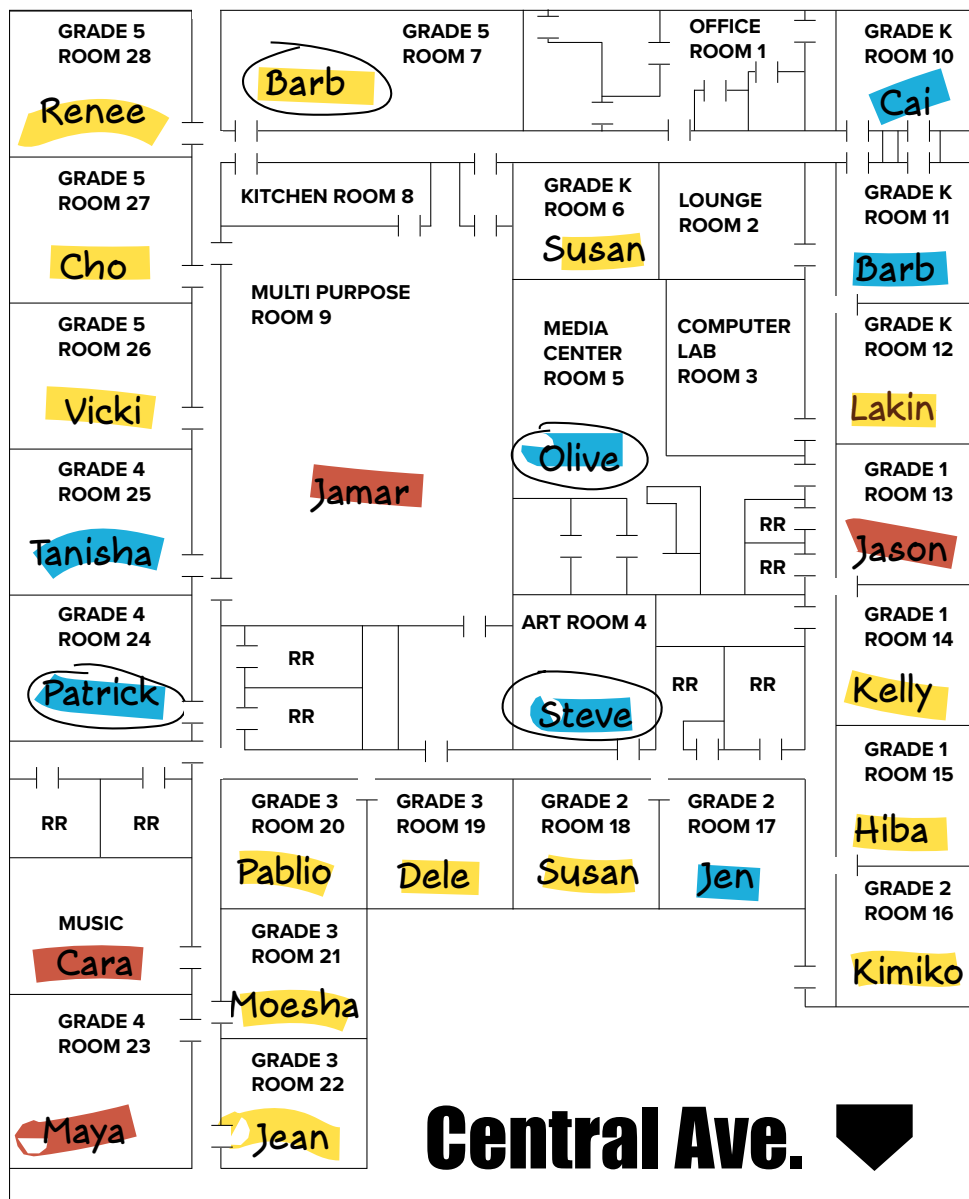 GRADE 5
ROOM 28
Renee
GRADE 5
ROOM 7
Barb
OFFICE
ROOM 1
GRADE K
ROOM 10
Cai
GRADE 5
ROOM 27
Cho
KITCHEN ROOM 8
GRADE K
ROOM 6
Susan
LOUNGE
ROOM 2
GRADE K
ROOM 11
Barb
GRADE 5
ROOM 26
Vicki
MULTI PURPOSE
ROOM 9
Jamar
MEDIA
CENTER
ROOM 5
Olive
COMPUTER
LAB
ROOM 3
GRADE K
ROOM 12
Lakin
GRADE 4
ROOM 25
Tanisha
RR
RR
GRADE 1
ROOM 13
Jason
GRADE 4
ROOM 24
Patrick
RR
RR
ART ROOM 4
Steve
RR
RR
GRADE 1
ROOM 14
Kelly
RR
RR
GRADE 3
ROOM 20
Pablio
GRADE 3
ROOM 19
Dele
GRADE 2
ROOM 18
Susan
GRADE 2
ROOM 17
Jen
GRADE 1
ROOM 15
Hiba
MUSIC
Cara
GRADE 3
ROOM 21
Moesha
GRADE 2
ROOM 16
Kimiko
GRADE 4
ROOM 23
Maya
GRADE 3
ROOM 22
Jean
Central Ave.